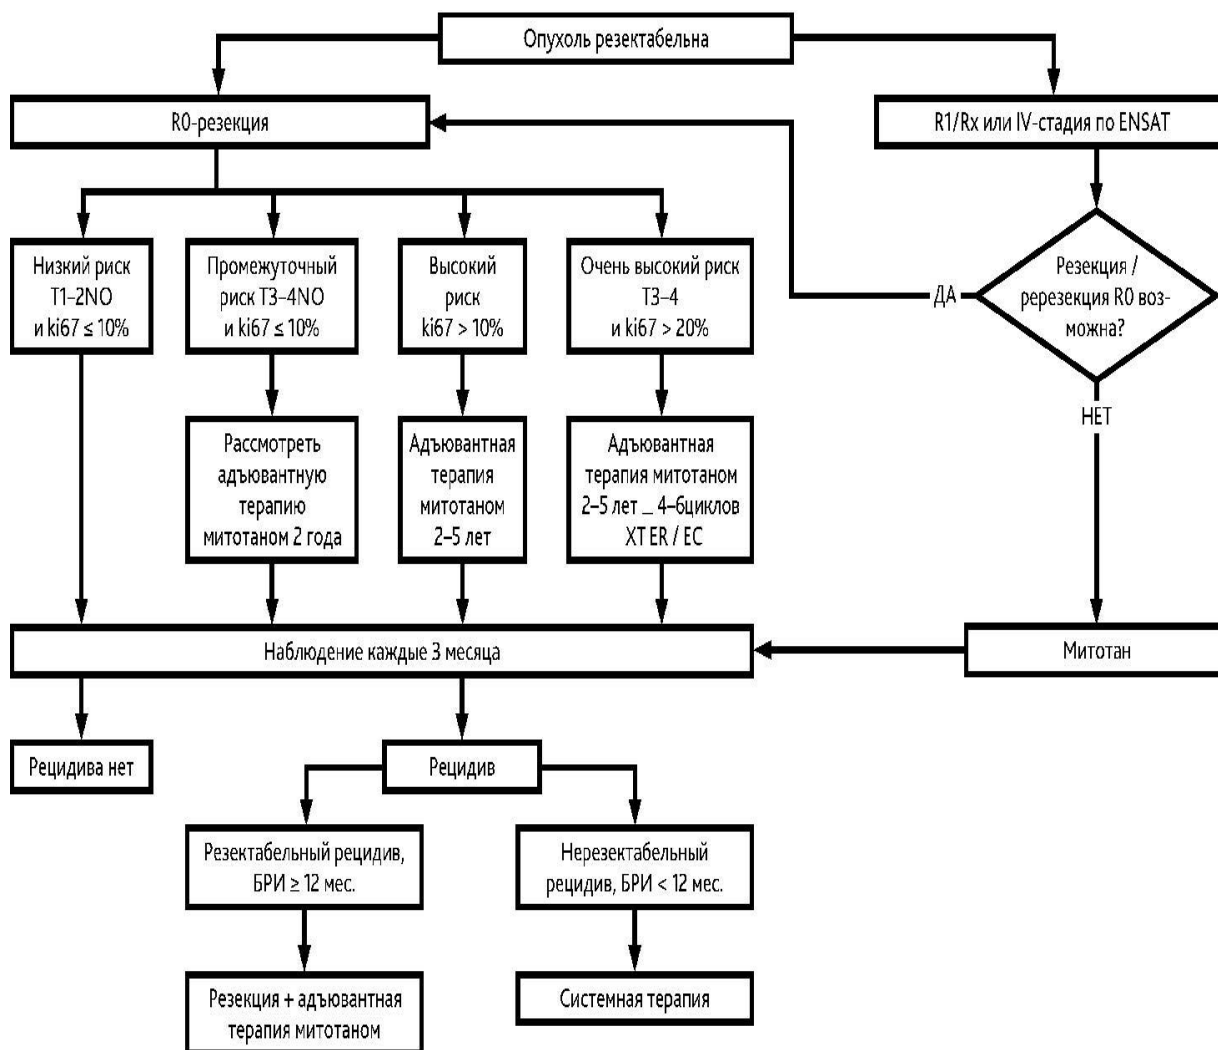 Опухоль резектабельна
R0-резекция
R1/Rx или IV-стадия по ENSAT
Низкий риск
T1–2N0
и ki67 ≤ 10%
Промежуточный
риск T3–4N0
и ki67 ≤ 10%
Высокий
риск
ki67 > 10%
Очень высокий риск
T3–4
и ki67 > 20%
ДА
Резекция /
ререзекция R0 воз-
можна?
НЕТ
Рассмотреть
адъювантную
терапию
митотаном 2 года
Адъювантная
терапия
митотаном
2–5 лет
Адъювантная
терапия митотаном
2–5 лет _ 4–6циклов
XT ER / EC
Наблюдение каждые 3 месяца
Митотан
Рецидива нет
Рецидив
Резектабельный рецидив,
БРИ ≥ 12 мес.
Нерезектабельный
рецидив, БРИ < 12 мес.
Резекция + адъювантная
терапия митотаном
Системная терапия